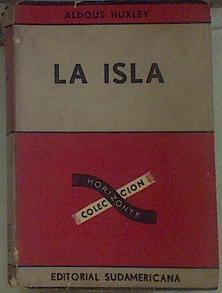 ALDOUS HUXLEY
LA ISLA
HORIZONTE
COLECCION
EDITORIAL SUDAMERICANA